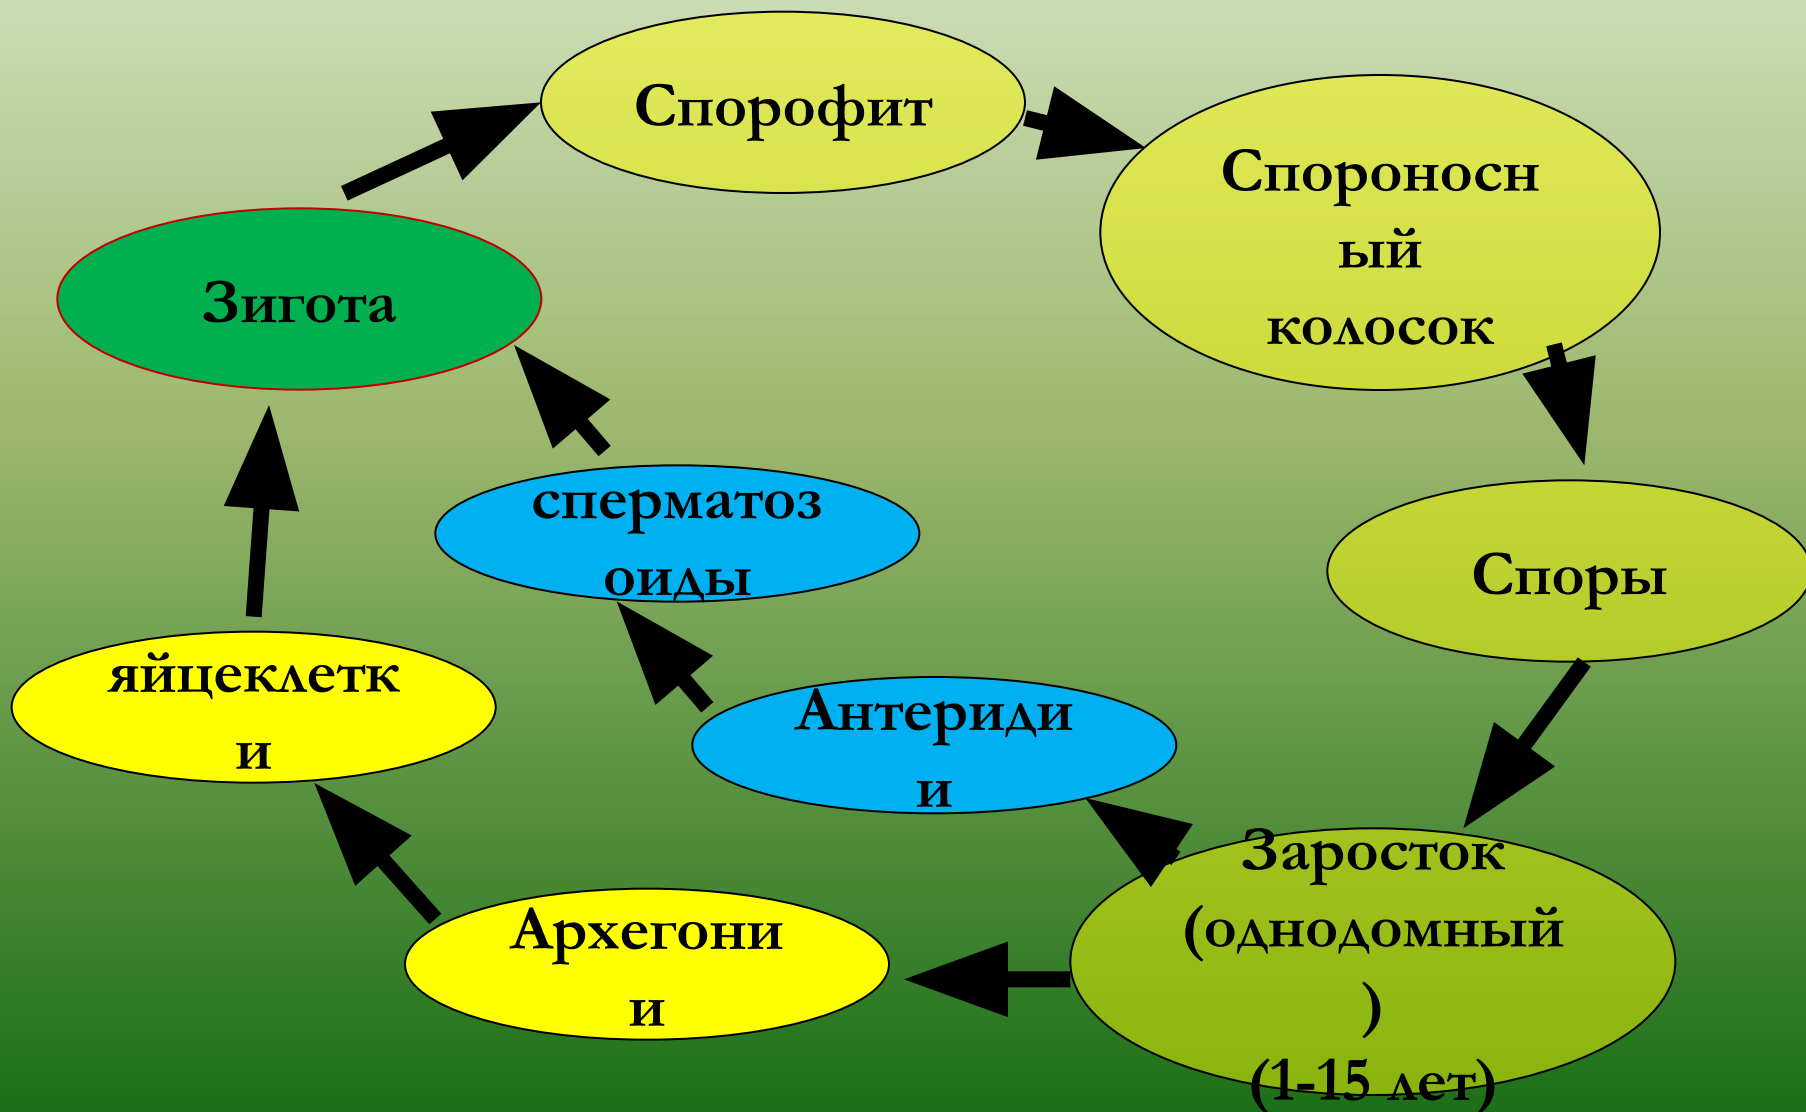 Спорофит
Спороносн
ый
колосок
Зигота
сперматоз
оиды
Споры
яйцеклетк
и
Антериди
и
Заросток
(однодомный
)
(1-15 лет)
Архегони
и